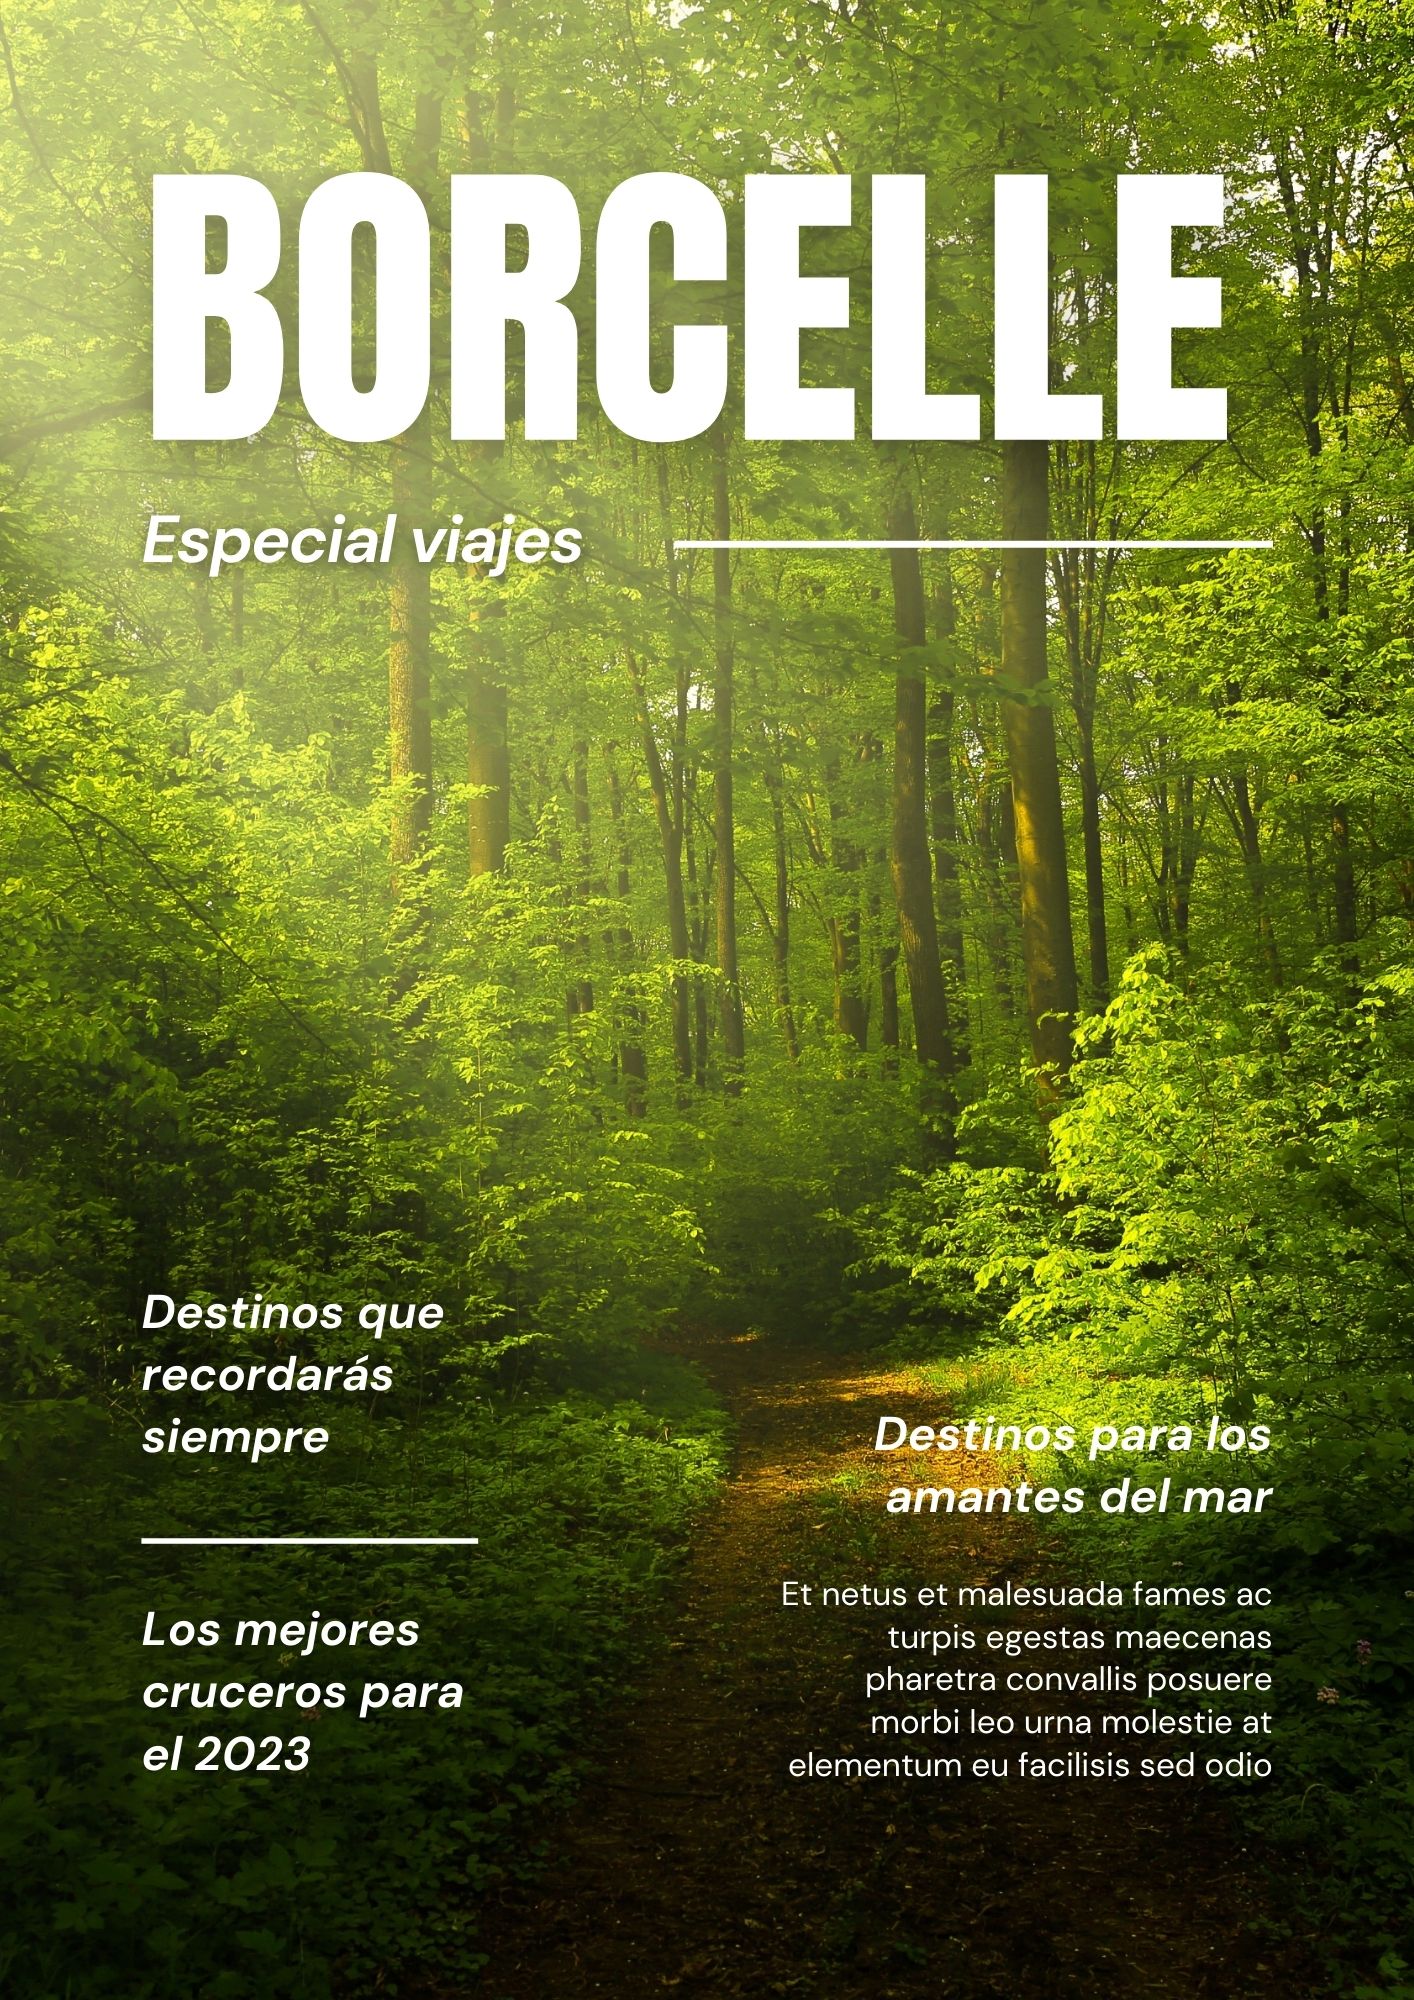 BORCELLE
Especial viajes
Destinos que
recordarás
siempre
Los mejores
cruceros para
el 2023
Destinos para los
amantes del mar
Et netus et malesuada fames ac
turpis egestas maecenas
pharetra convallis posuere
morbi leo urna molestie at
elementum eu facilisis sed odio